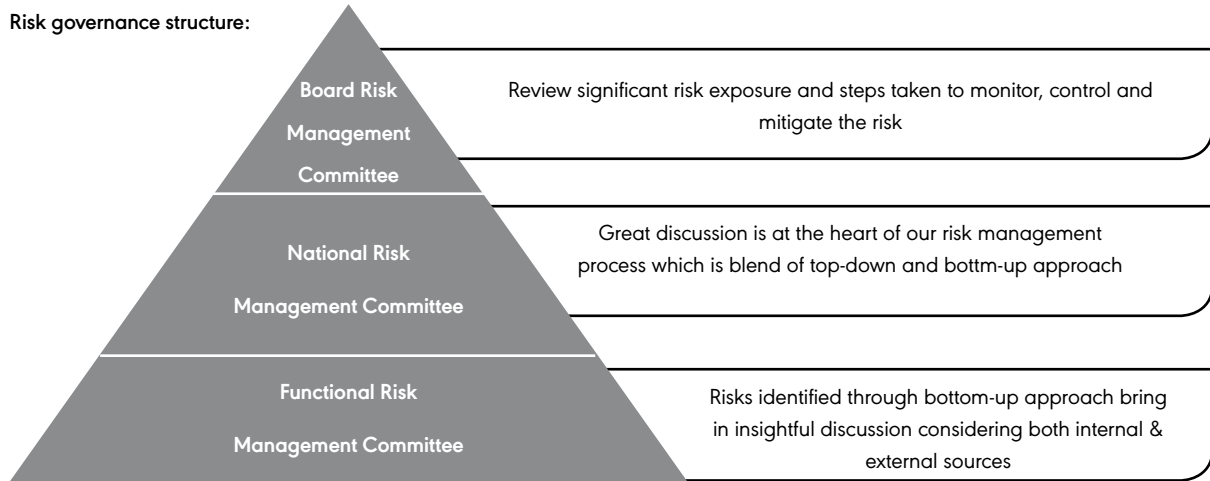 Risk governance structure:
Board Risk
Management
Committee
Review significant risk exposure and steps taken to monitor, control and
mitigate the risk
National Risk
Management Committee
Great discussion is at the heart of our risk management
process which is blend of top-down and bottm-up approach
Functional Risk
Management Committee
Risks identified through bottom-up approach bring
in insightful discussion considering both internal &
external sources